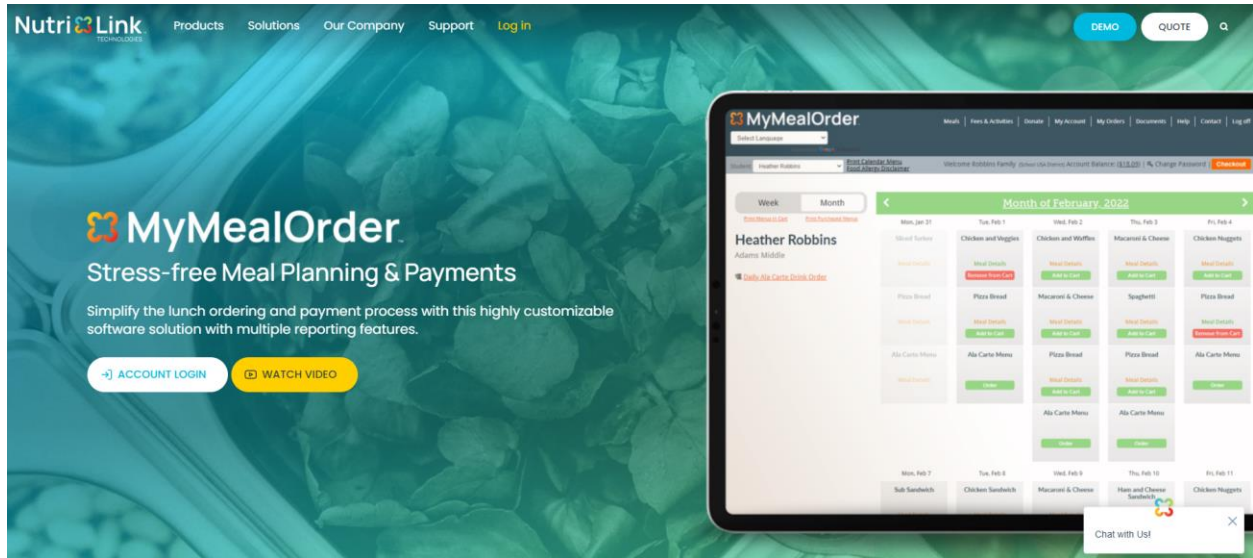 Nutri Link
TECHNOLOGIES
Products Solutions Our Company Support Log in
DEMO QUOTE
MyMealOrder
Stress-free Meal Planning & Payments
Simplify the lunch ordering and payment process with this highly customizable
software solution with multiple reporting features.
ACCOUNT LOGIN WATCH VIDEO
MyMealOrder
Meals | Fees & Activities | Donate | My Account | My Orders | Documents | Help | Contact | Log off
Select Language
Student Heather Robbins
Print Calendar Menu
Food Allergy Disclaimer
Welcome Robbins Family Account Balance: Change Password | Checkout
Week Month
Month of February, 2022
Mon, Jan 31 Tue, Feb 1 Wed, Feb 2 Thu, Feb 3 Fri, Feb 4
Heather Robbins
Adams Middle
Daily Ala Carte Drink Order
Sliced Turkey Chicken and Veggies Chicken and Waffles Macaroni & Cheese Chicken Nuggets
Meal Details Meal Details Meal Details Meal Details Meal Details
Remove from Cart Add to Cart Add to Cart Add to Cart
Pizza Bread Pizza Bread Macaroni & Cheese Spaghetti Pizza Bread
Meal Details Meal Details Meal Details Meal Details Meal Details
Add to Cart Add to Cart Add to Cart Remove from Cart
Ala Carte Menu Ala Carte Menu Pizza Bread Pizza Bread Ala Carte Menu
Meal Details Meal Details Meal Details
Order Add to Cart Add to Cart Order
Ala Carte Menu Ala Carte Menu
Order Order
Mon, Feb 7 Tue, Feb 8 Wed, Feb 9 Thu, Feb 10 Fri, Feb 11
Sub Sandwich Chicken Sandwich Macaroni & Cheese Ham and Cheese Sandwich Chicken Nuggets
Chat with Us!